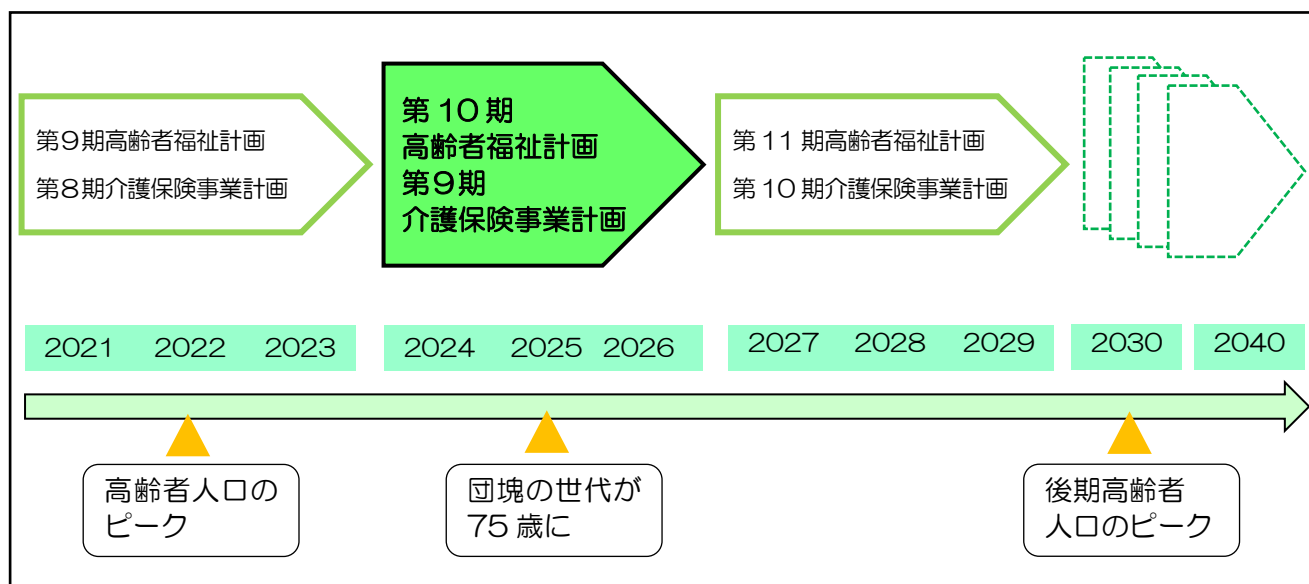 第9期高齢者福祉計画
第8期介護保険事業計画
第10期
高齢者福祉計画
第9期
介護保険事業計画
第11期高齢者福祉計画
第10期介護保険事業計画
2021 2022 2023 2024 2025 2026 2027 2028 2029 2030 2040
高齢者人口の
ピーク
団塊の世代が
75歳に
後期高齢者
人口のピーク